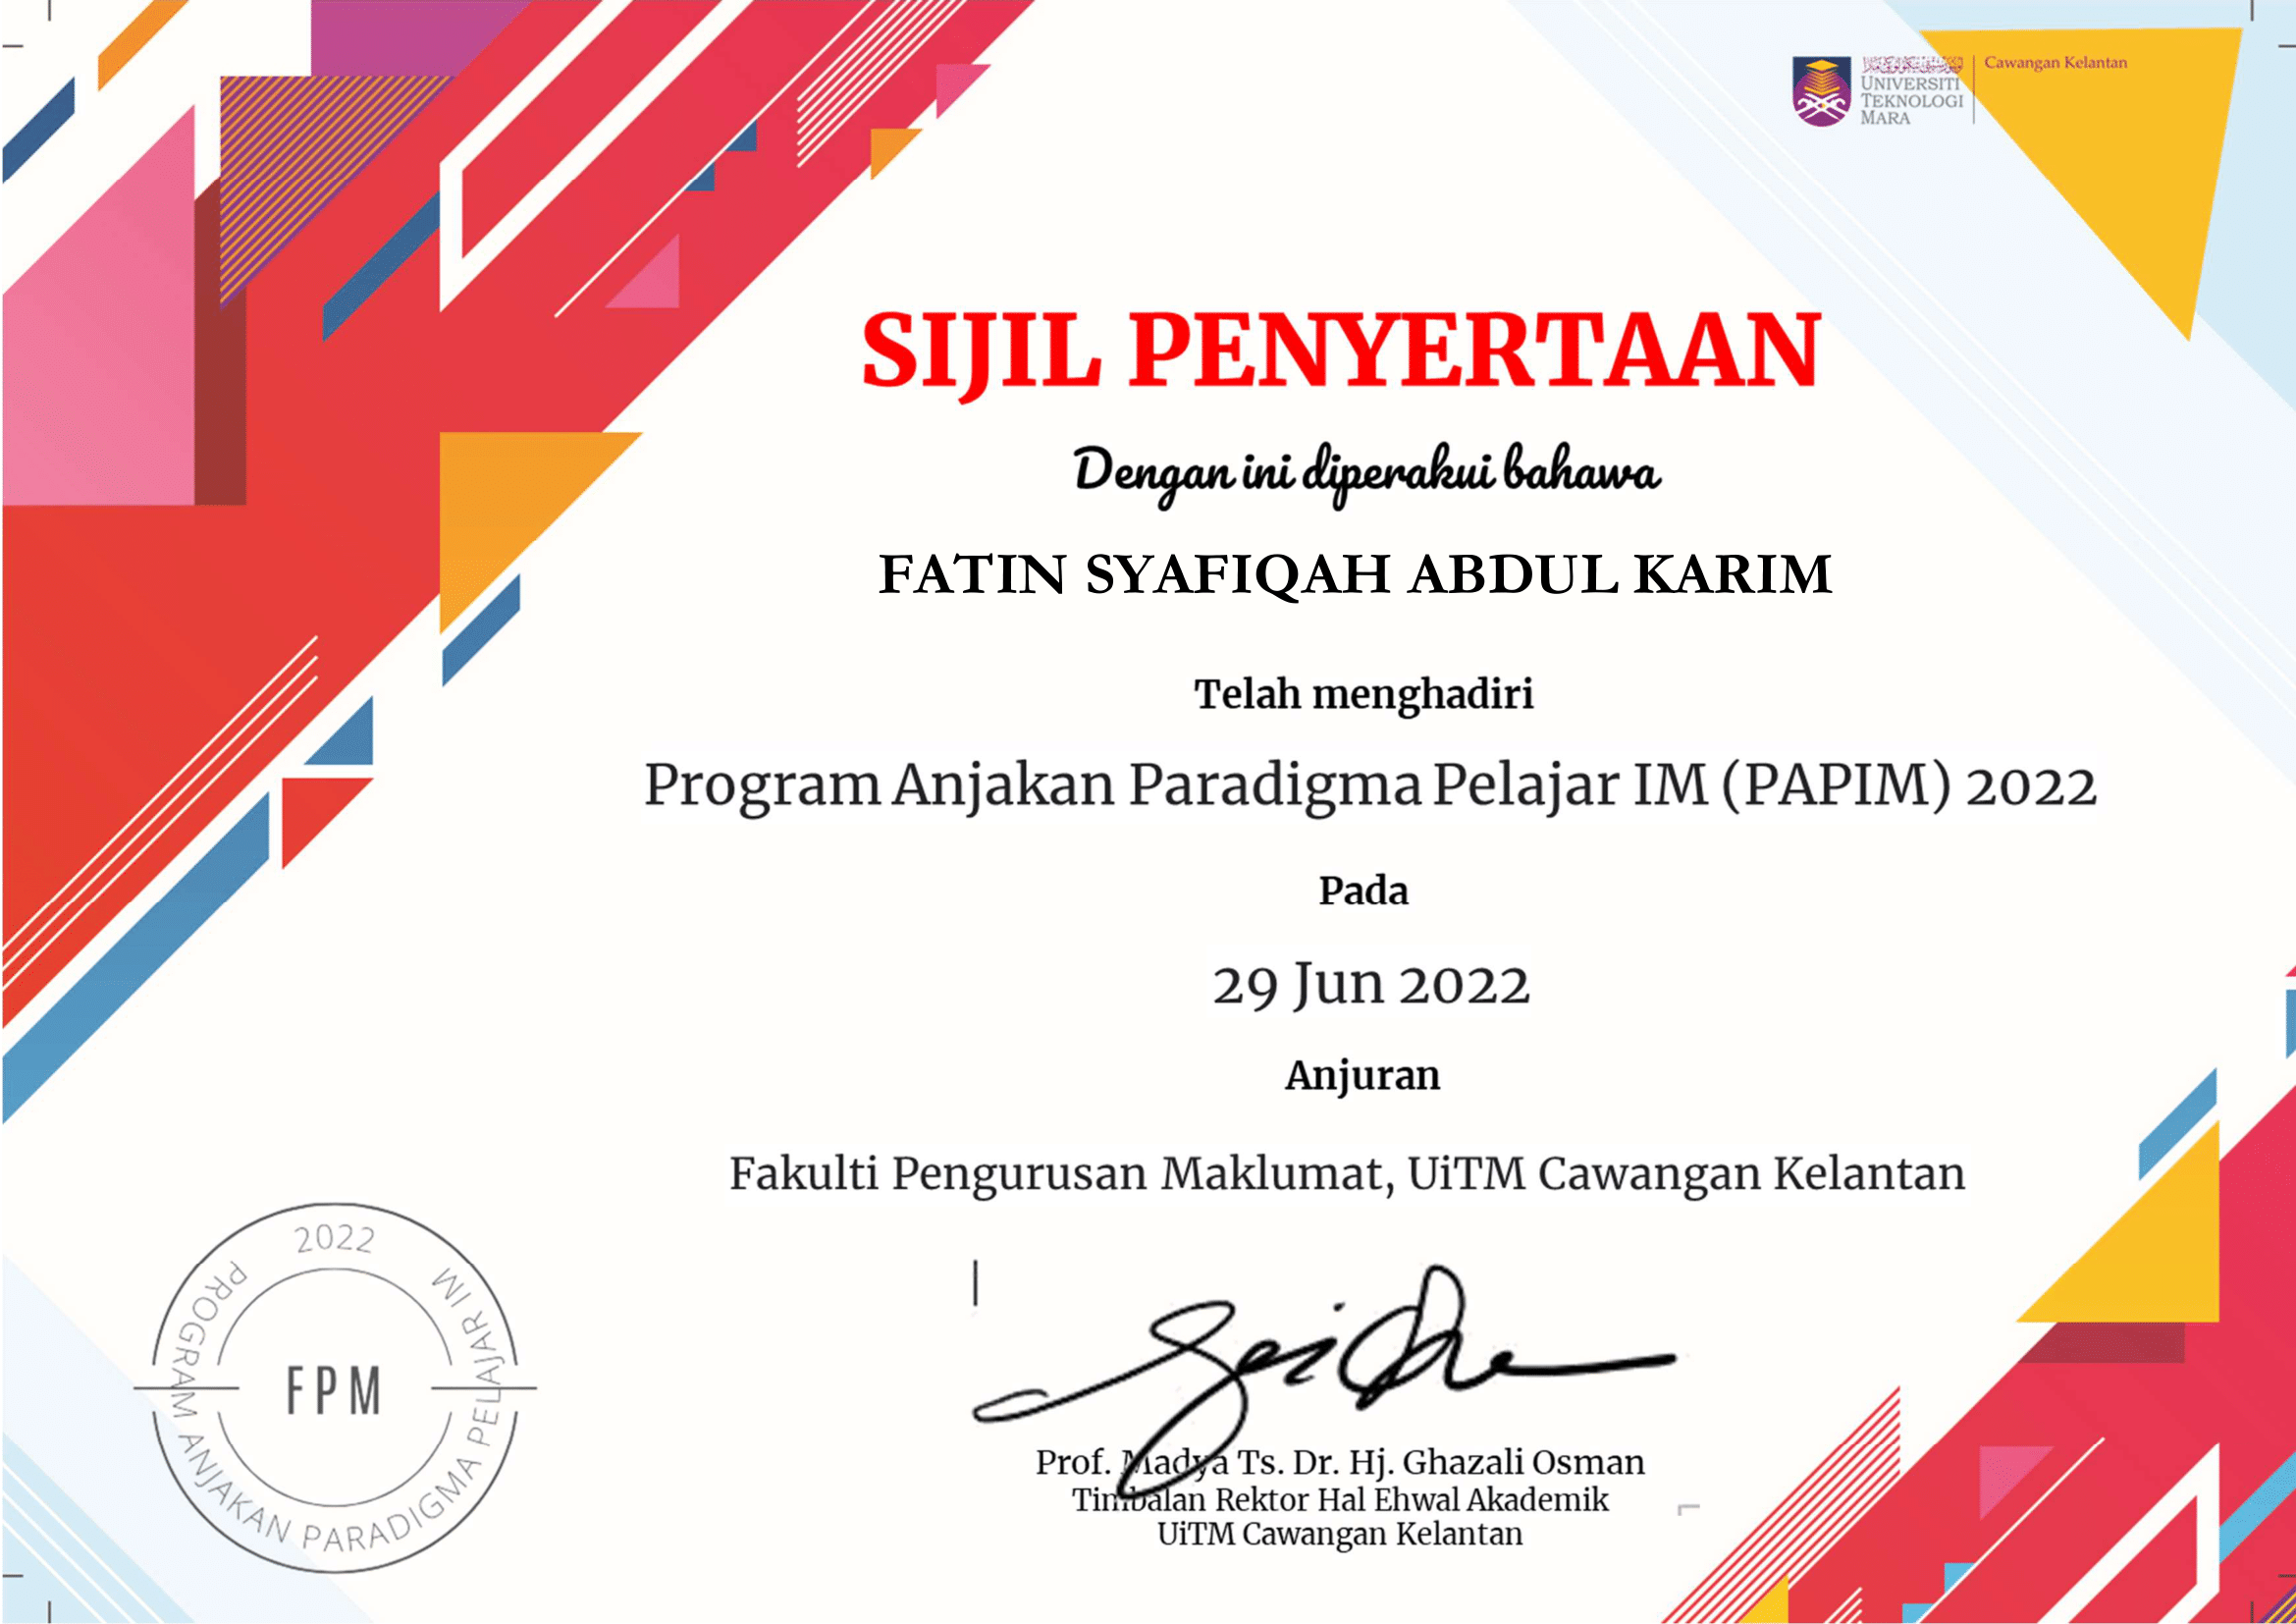 UNIVERSITI
TEKNOLOGI
MARA
Cawangan Kelantan
SIJIL PENYERTAAN
Dengan ini diperakui bahawa
FATIN SYAFIQAH ABDUL KARIM
Telah menghadiri
Program Anjakan Paradigma Pelajar IM (PAPIM) 2022
Pada
29 Jun 2022
Anjuran
Fakulti Pengurusan Maklumat, UiTM Cawangan Kelantan
2022
PROGRAM ANJAKAN PARADIGMA PELAJAR IM
FPM
Prof. Madya Ts. Dr. Hj. Ghazali Osman
Timbalan Rektor Hal Ehwal Akademik
UiTM Cawangan Kelantan